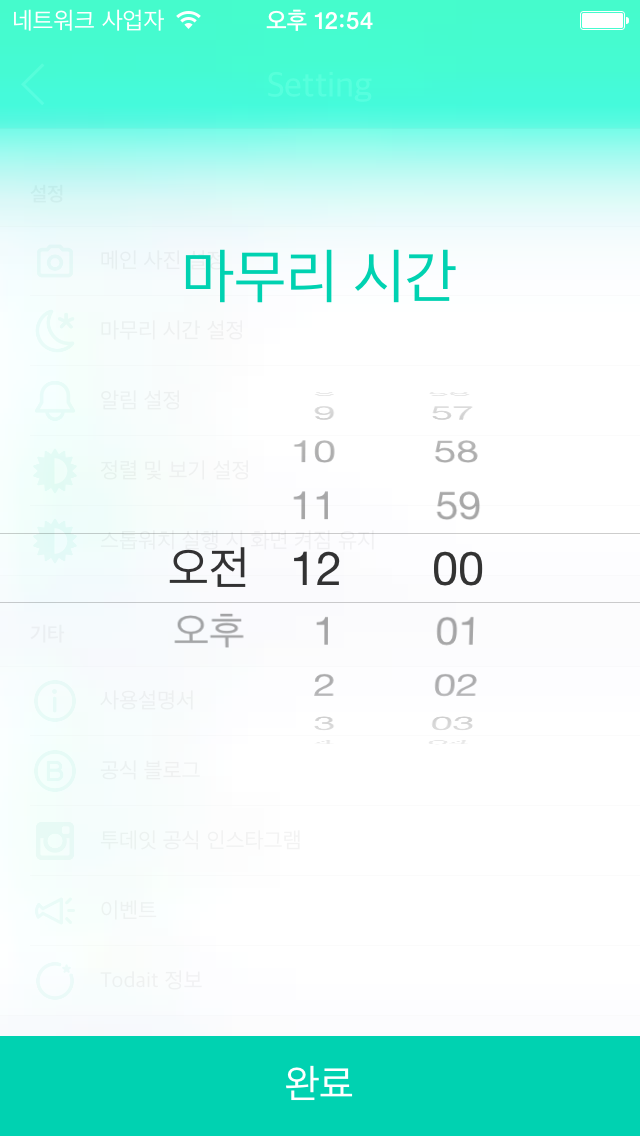 네트워크 사업자 오후 12:54
Setting
설정
메인 사진
마무리 시간
마무리 시간 설정
알림 설정
9 57
10 58
정렬 및 보기 설정
11 59
스톱워치 실행 시 화면 켜짐 유지
오전 12 00
기타
오후 1 01
2 02
사용설명서
3 03
B 공식 블로그
투데잇 공식 인스타그램
이벤트
Todait 정보
완료